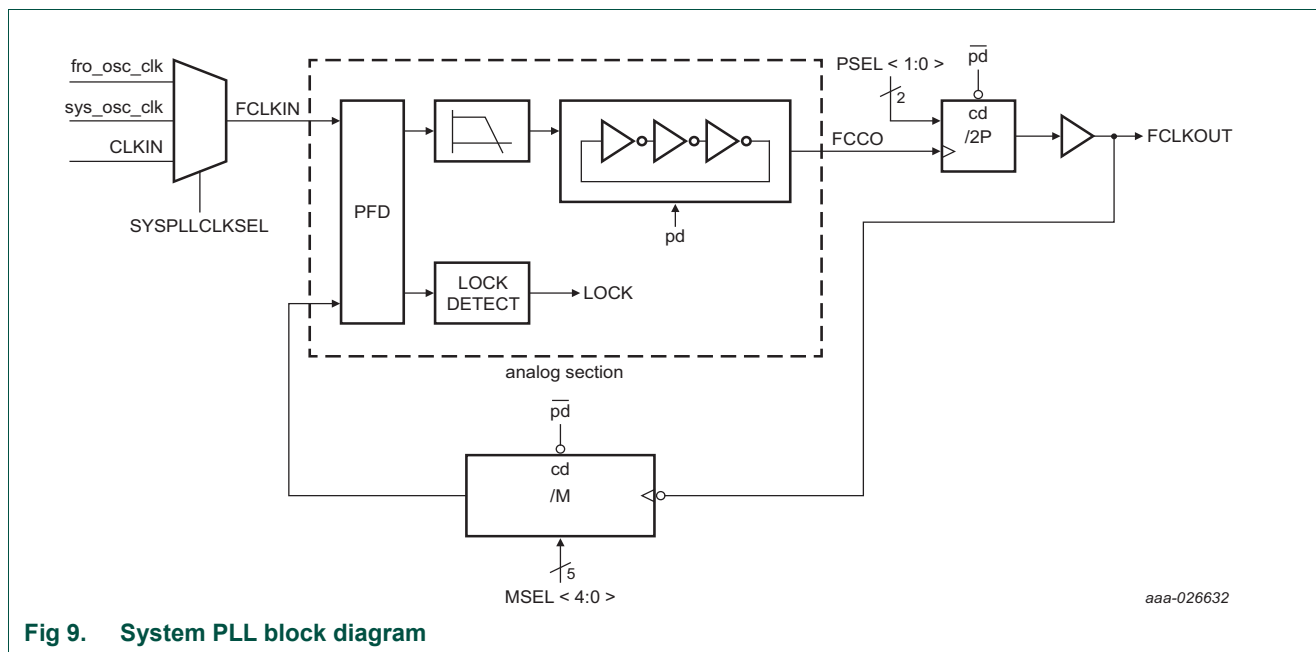 fro_osc_clk
sys_osc_clk
CLKIN
FCLKIN
SYSPLLCLKSEL
PFD
LOCK
DETECT
LOCK
pd
analog section
FCCO
PSEL < 1:0 >
2
pd
cd
/2P
FCLKOUT
pd
cd
/M
5
MSEL < 4:0 >
aaa-026632
Fig 9. System PLL block diagram